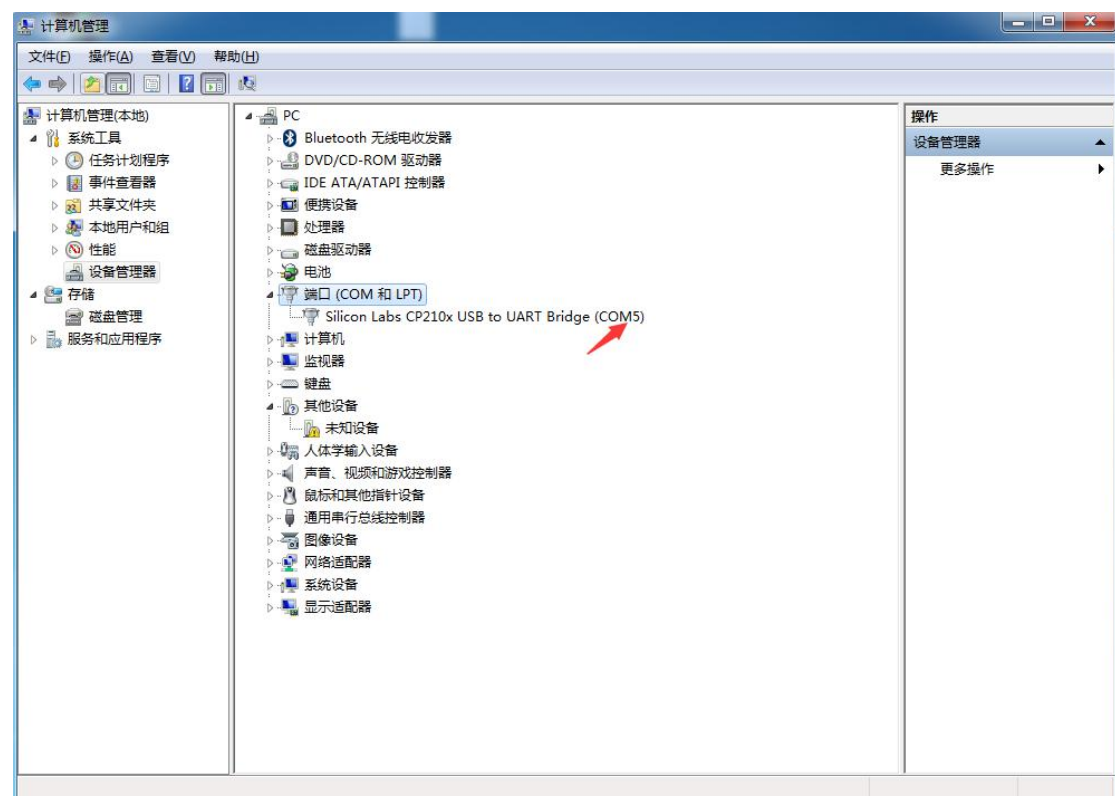 计算机管理
文件(F) 操作(A) 查看(V) 帮助(H)
计算机管理(本地)
系统工具
任务计划程序
事件查看器
共享文件夹
本地用户和组
性能
设备管理器
存储
磁盘管理
服务和应用程序
PC
Bluetooth 无线电收发器
DVD/CD-ROM 驱动器
IDE ATA/ATAPI 控制器
便携设备
处理器
磁盘驱动器
电池
端口 (COM 和 LPT)
Silicon Labs CP210x USB to UART Bridge (COM5)
计算机
监视器
键盘
其他设备
未知设备
人体学输入设备
声音、视频和游戏控制器
鼠标和其他指针设备
通用串行总线控制器
图像设备
网络适配器
系统设备
显示适配器
操作
设备管理器
更多操作